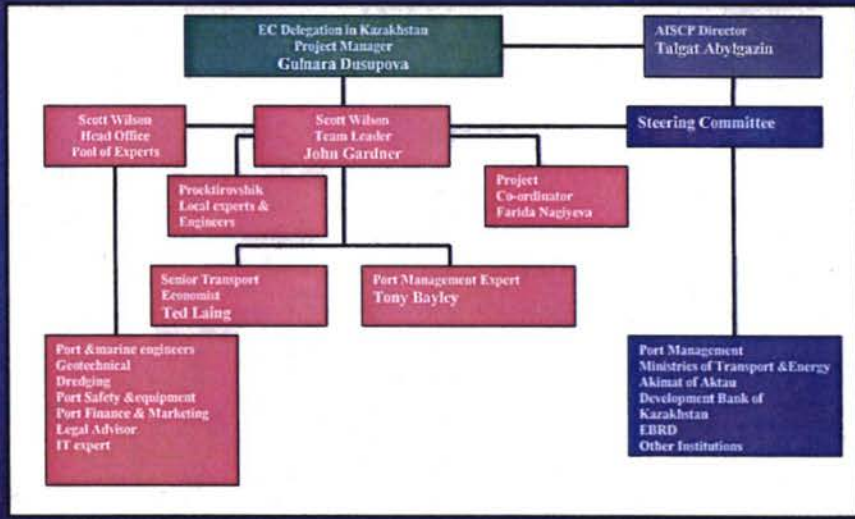 EC Delegation in Kazakhstan
Project Manager
Gulnara Dusupova
AISCP Director
Talgat Abylgazin
Scott Wilson
Head Office
Pool of Experts
Scott Wilson
Team Leader
John Gardner
Steering Committee
Proektirovshik
Local experts &
Engineers
Project
Co-ordinator
Farida Nagiyeva
Senior Transport
Economist
Ted Laing
Port Management Expert
Tony Bayley
Port &marine engineers
Geotechnical
Dredging
Port Safety &equipment
Port Finance & Marketing
Legal Advisor
IT expert
Port Management
Ministries of Transport &Energy
Akimat of Aktau
Development Bank of
Kazakhstan
EBRD
Other Institutions